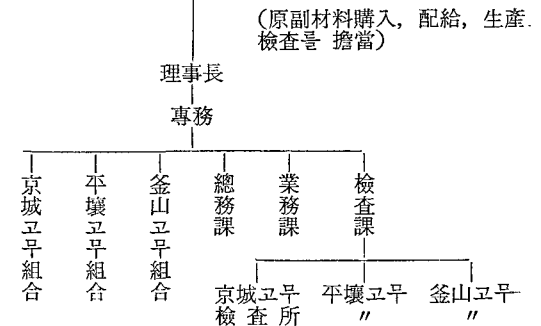 (原副材料購入, 配給, 生產.
檢査를 擔當)
理事長
專務
京城고무組合
平壤고무組合
釜山고무組合
總務課
業務課
檢査課
京城고무 平壤고무 釜山고무
檢査所 〃 〃